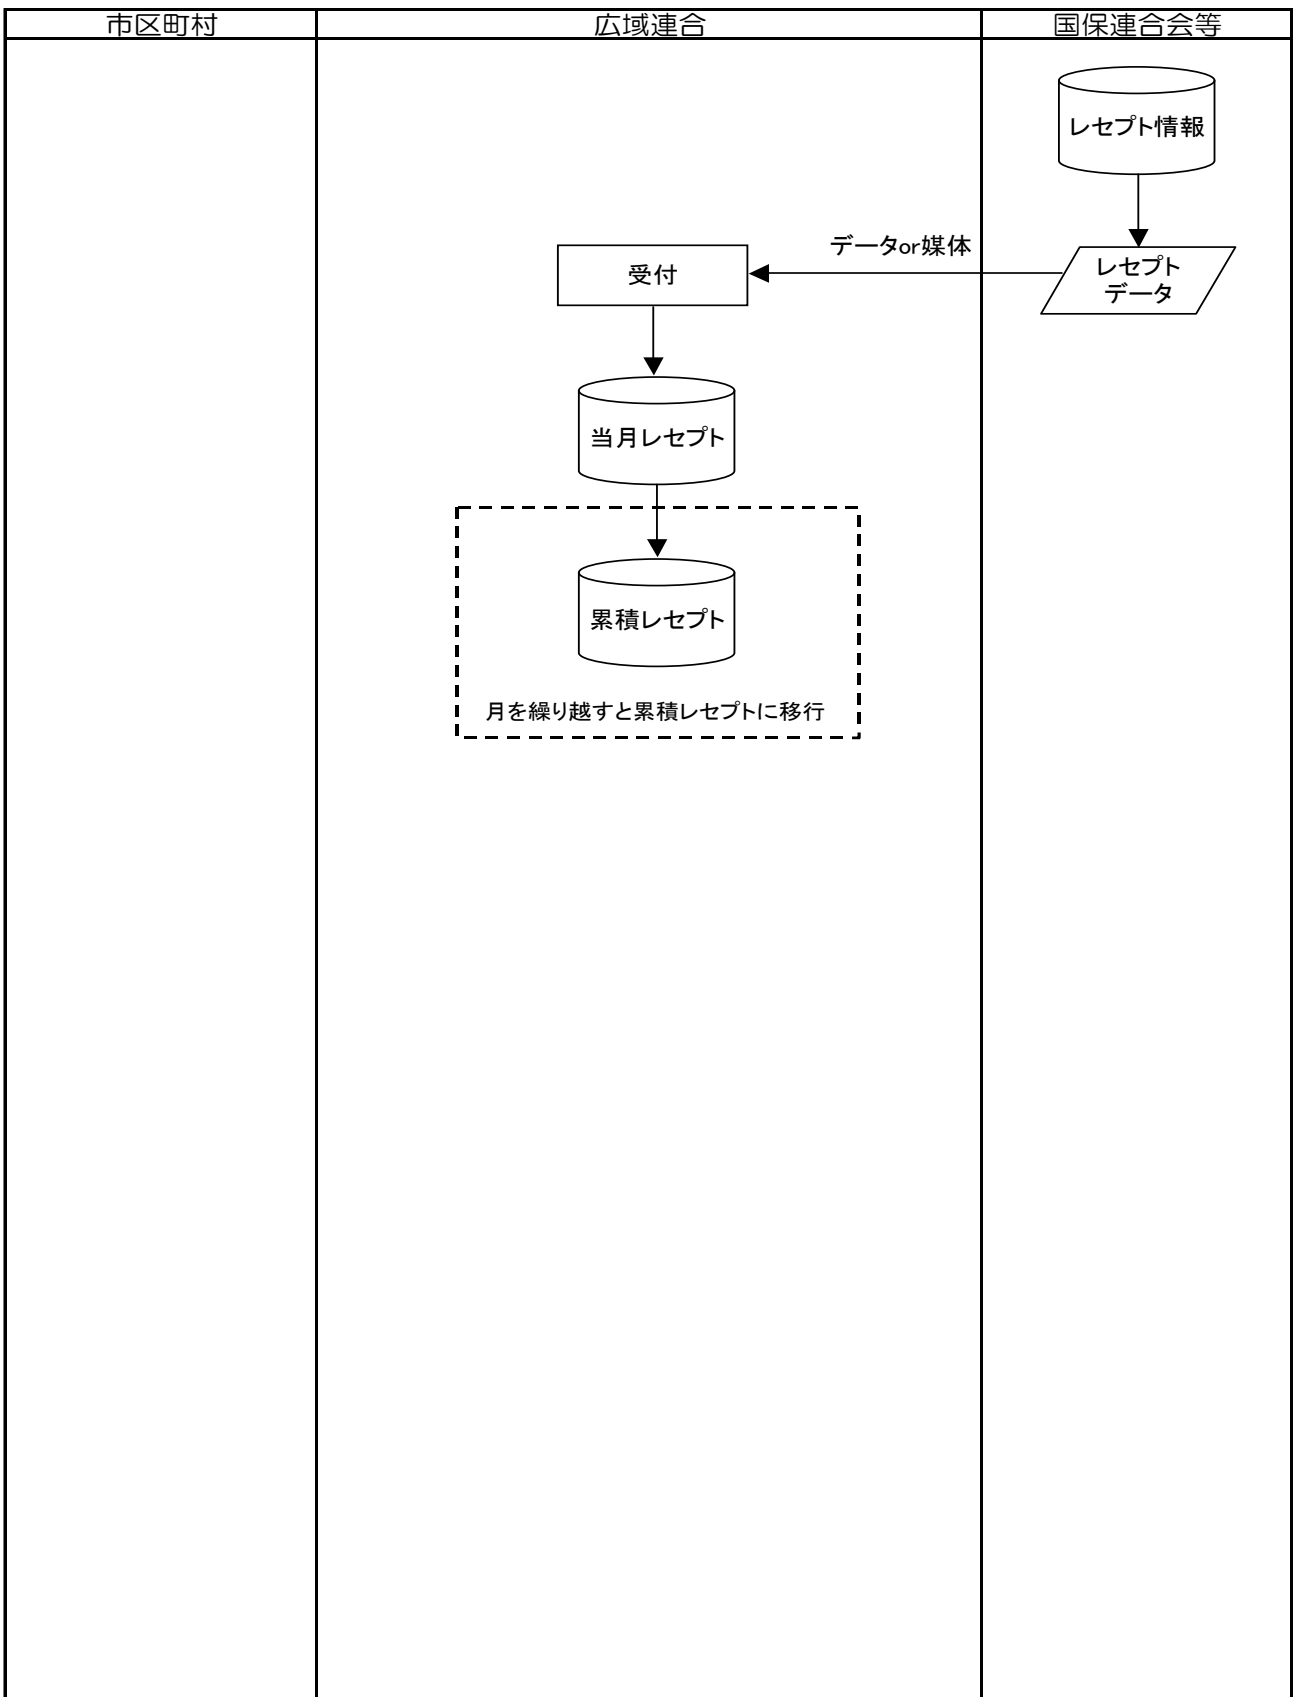 市区町村
広域連合
国保連合会等
レセプト情報
データor媒体
レセプト
データ
受付
当月レセプト
累積レセプト
月を繰り越すと累積レセプトに移行